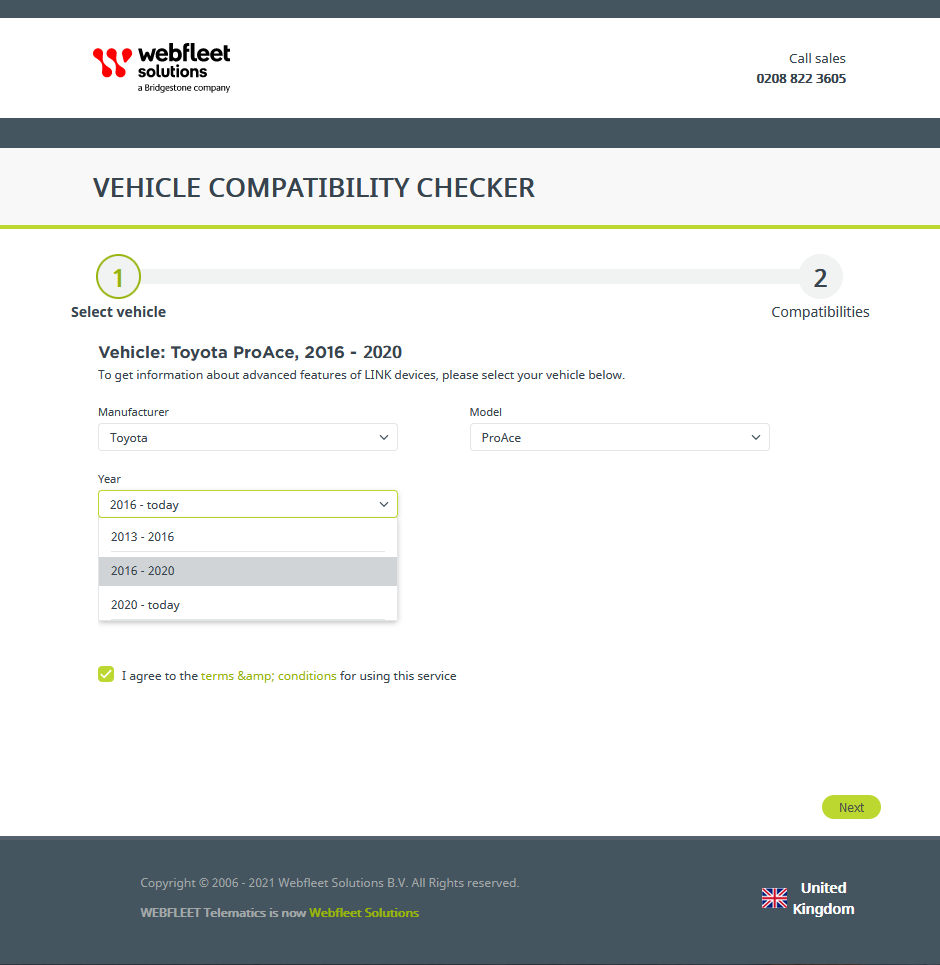 webfleet
solutions
a Bridgestone company
Call sales
0208 822 3605
VEHICLE COMPATIBILITY CHECKER
1
2
Select vehicle
Compatibilities
Vehicle: Toyota ProAce, 2016 - 2020
To get information about advanced features of LINK devices, please select your vehicle below.
Manufacturer
Model
Toyota
ProAce
Year
2016 - today
2013 - 2016
2016 - 2020
2020 - today
I agree to the terms &amp; conditions for using this service
Next
Copyright © 2006 - 2021 Webfleet Solutions B.V. All Rights reserved.
WEBFLEET Telematics is now Webfleet Solutions
United
Kingdom